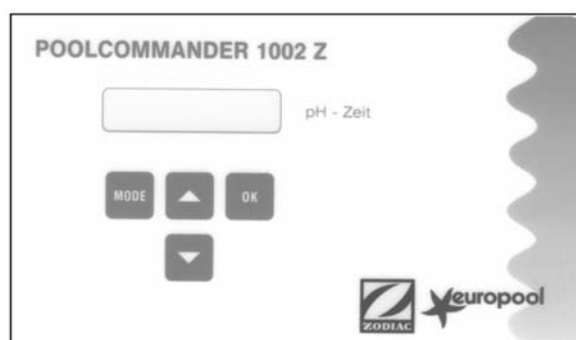 POOLCOMMANDER 1002 Z
pH - Zeit
MODE
OK
ZODIAC
europool